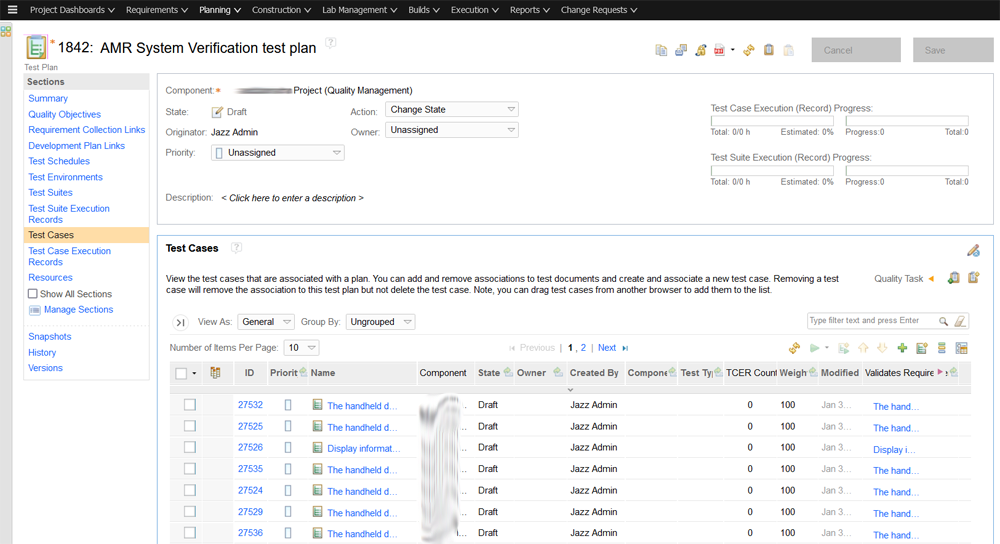 Project Dashboards Requirements Planning Construction Lab Management Builds Execution Reports Change Requests
* 1842: AMR System Verification test plan ?
Cancel Save
Test Plan
Sections
Summary
Quality Objectives
Requirement Collection Links
Development Plan Links
Test Schedules
Test Environments
Test Suites
Test Suite Execution
Records
Test Cases
Test Case Execution
Records
Resources
Show All Sections
Manage Sections
Snapshots
History
Versions
Component:* Project (Quality Management)
State: Draft Action: Change State
Originator: Jazz Admin Owner: Unassigned
Priority: Unassigned
Description: < Click here to enter a description >
Test Case Execution (Record) Progress:
Total: 0/0 h Estimated: 0% Progress:0 Total:0
Test Suite Execution (Record) Progress:
Total: 0/0 h Estimated: 0% Progress:0 Total:0
Test Cases ?
View the test cases that are associated with a plan. You can add and remove associations to test documents and create and associate a new test case. Removing a test
case will remove the association to this test plan but not delete the test case. Note, you can drag test cases from another browser to add them to the list.
Quality Task
View As: General Group By: Ungrouped
Type filter text and press Enter
Number of Items Per Page: 10
Previous | 1 , 2 | Next
ID Priorit Name Component State Owner Created By Compone Test Ty TCER Count Weigh Modified Validates Require s
27532 The handheld d... ... Draft Jazz Admin 0 100 Jan 3... The hand...
27525 The handheld d... ... Draft Jazz Admin 0 100 Jan 3... The hand...
27526 Display informat... ... Draft Jazz Admin 0 100 Jan 3... Display i...
27535 The handheld d... ... Draft Jazz Admin 0 100 Jan 3... The hand...
27524 The handheld d... ... Draft Jazz Admin 0 100 Jan 3... The hand...
27529 The handheld d... ... Draft Jazz Admin 0 100 Jan 3... The hand...
27536 The handheld d... ... Draft Jazz Admin 0 100 Jan 3... The hand...